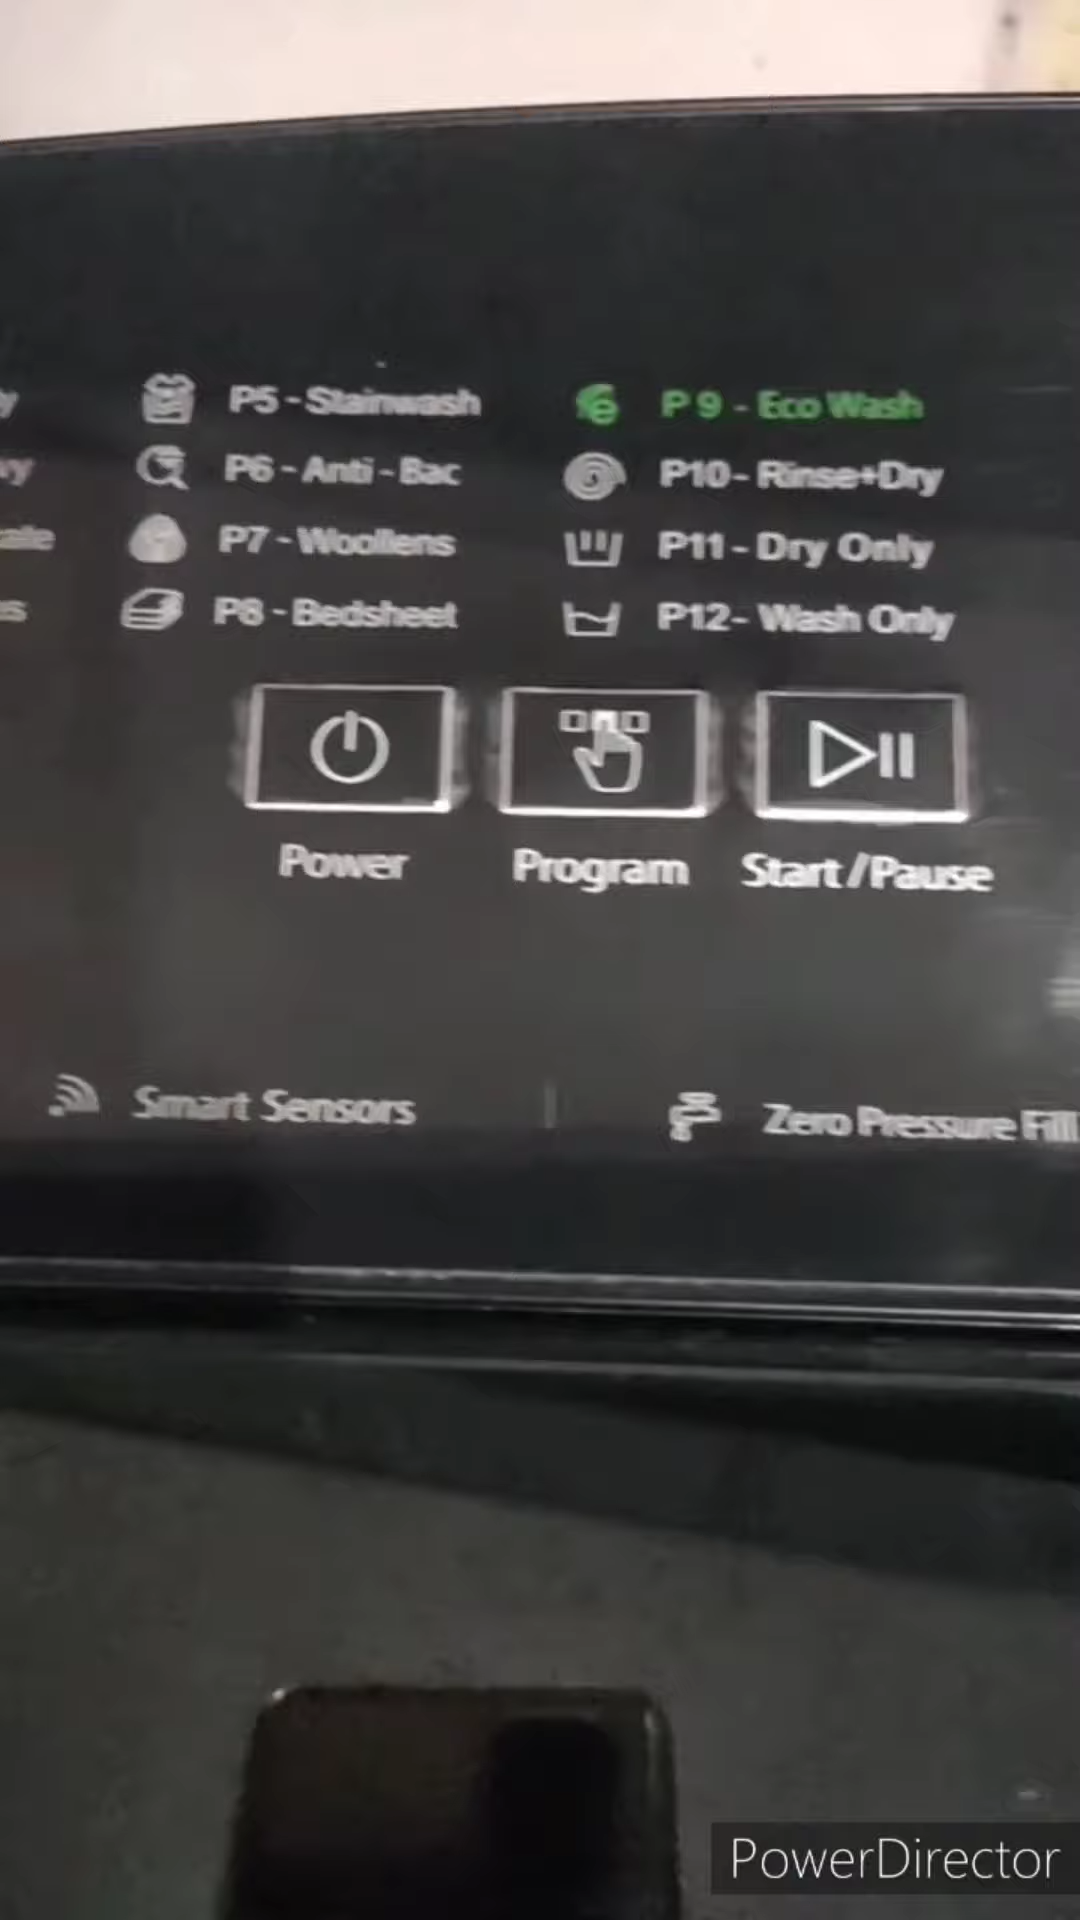 P5 - Stainwash
P6 - Anti - Bac
P7 - Woollens
P8 - Bedsheet
P 9 - Eco Wash
P10 - Rinse+Dry
P11 - Dry Only
P12 - Wash Only
Power
Program
Start/Pause
Smart Sensors
Zero Pressure Fill
PowerDirector